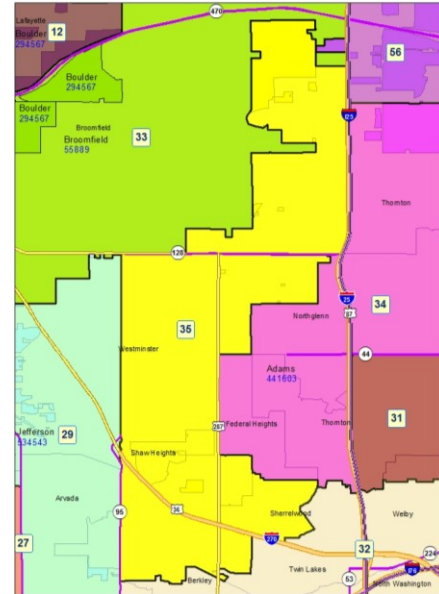 470
Lafayette
12
Boulder
294567
56
Boulder
294567
Boulder
294567
Broomfield
Broomfield
55889
33
I25
Thornton
128
I 25
87
34
Northglenn
35
Westminster
44
Adams
441603
31
Jefferson
534543
29
Federal Heights
Thornton
287
Shaw Heights
Arvada
36
95
Sherrelwood
Welby
27
270
32
224
Twin Lakes
I76
Berkley
53
North Washington